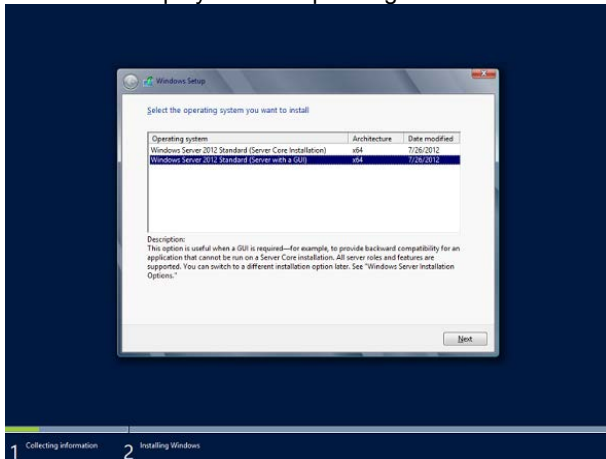 Windows Setup
Select the operating system you want to install
Operating system Architecture Date modified
Windows Server 2012 Standard (Server Core Installation) x64 7/26/2012
Windows Server 2012 Standard (Server with a GUI) x64 7/26/2012
Description:
This option is useful when a GUI is required—for example, to provide backward compatibility for an
application that cannot be run on a Server Core installation. All server roles and features are
supported. You can switch to a different installation option later. See "Windows Server Installation
Options."
Next
1 Collecting information 2 Installing Windows